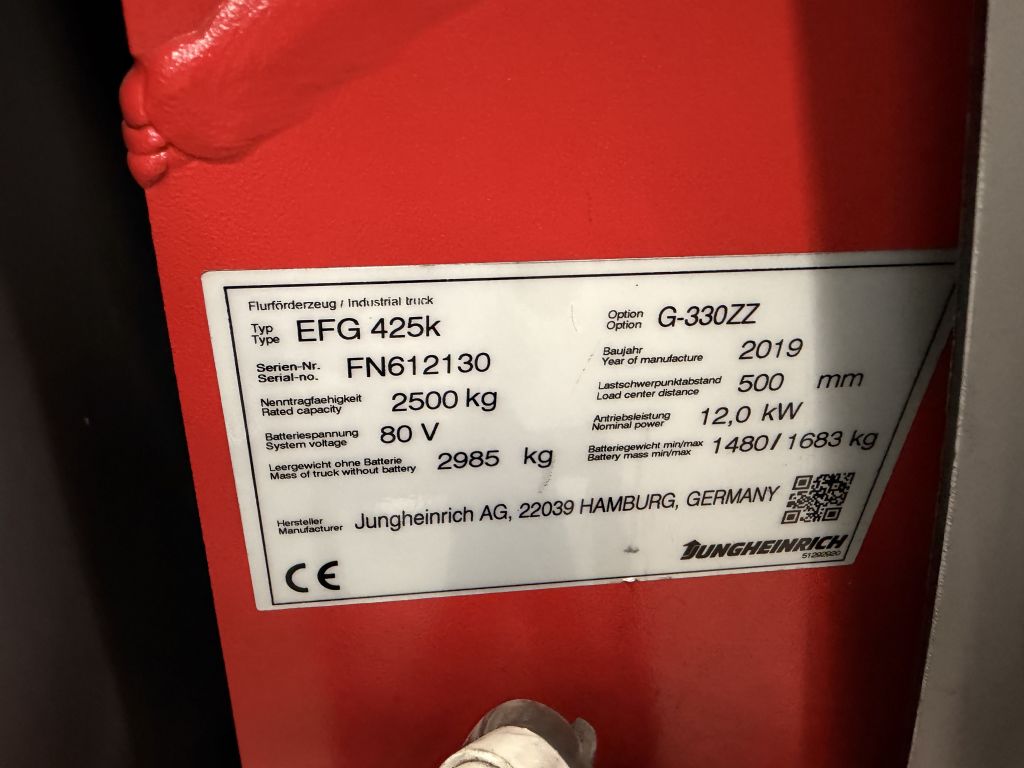 Flurförderzeug / Industrial truck
Typ
Type EFG 425k
Option
Option G-330ZZ
Serien-Nr.
Serial-no. FN612130
Baujahr
Year of manufacture 2019
Nenntragfaehigkeit
Rated capacity 2500 kg
Lastschwerpunktabstand
Load center distance 500 mm
Batteriespannung
System voltage 80 V
Antriebsleistung
Nominal power 12,0 kW
Leergewicht ohne Batterie
Mass of truck without battery 2985 kg
Batteriegewicht min/max
Battery mass min/max 1480 / 1683 kg
Hersteller
Manufacturer Jungheinrich AG, 22039 HAMBURG, GERMANY
JUNGHEINRICH
51292920
CE